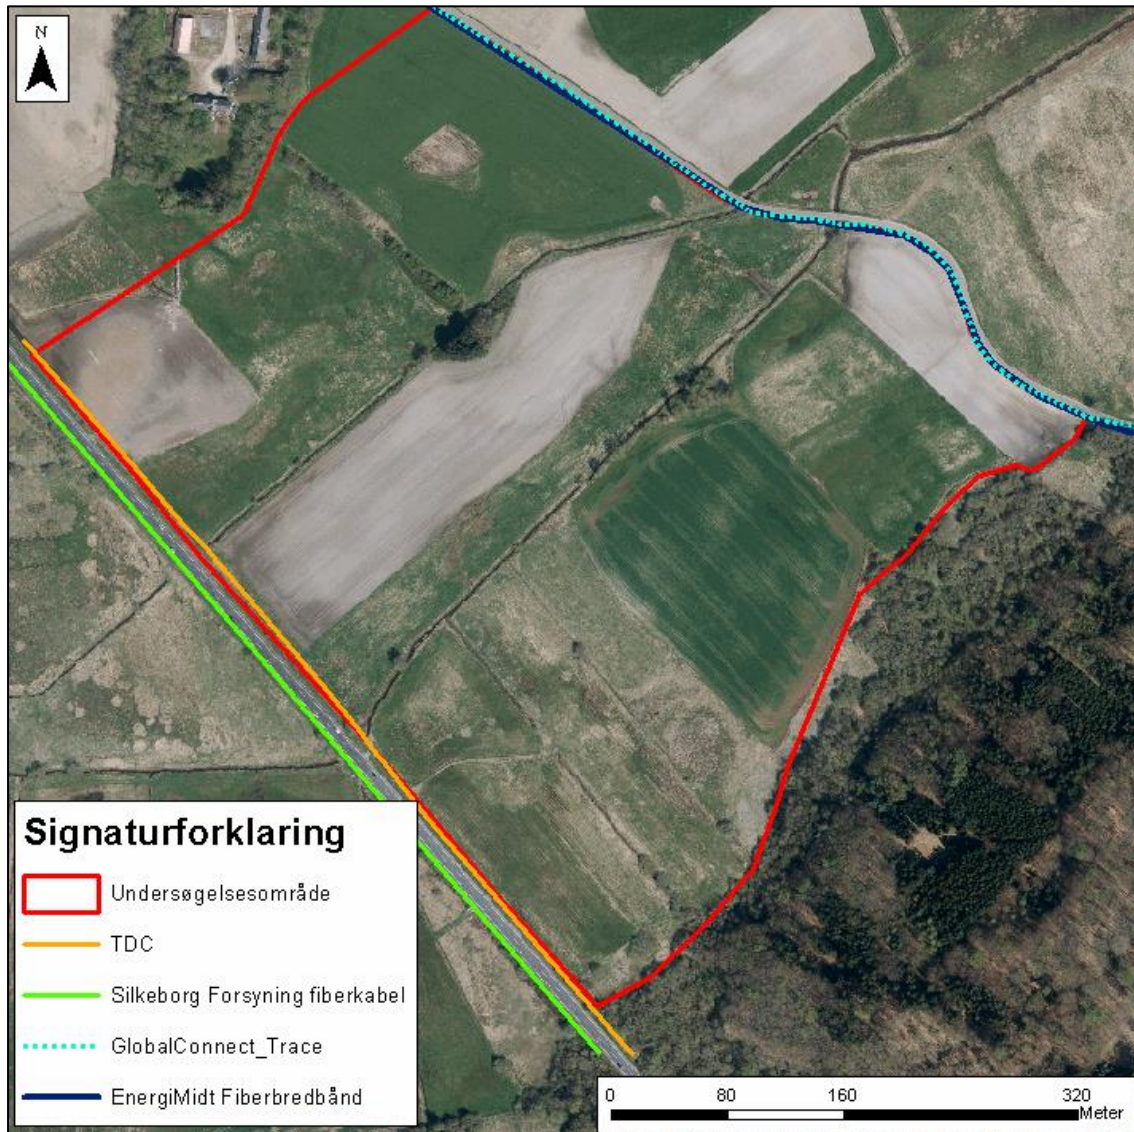 N
Signaturforklaring
Undersøgelsesområde
TDC
Silkeborg Forsyning fiberkabel
GlobalConnect_Trace
EnergiMidt Fiberbredbånd
0 80 160 320
Meter